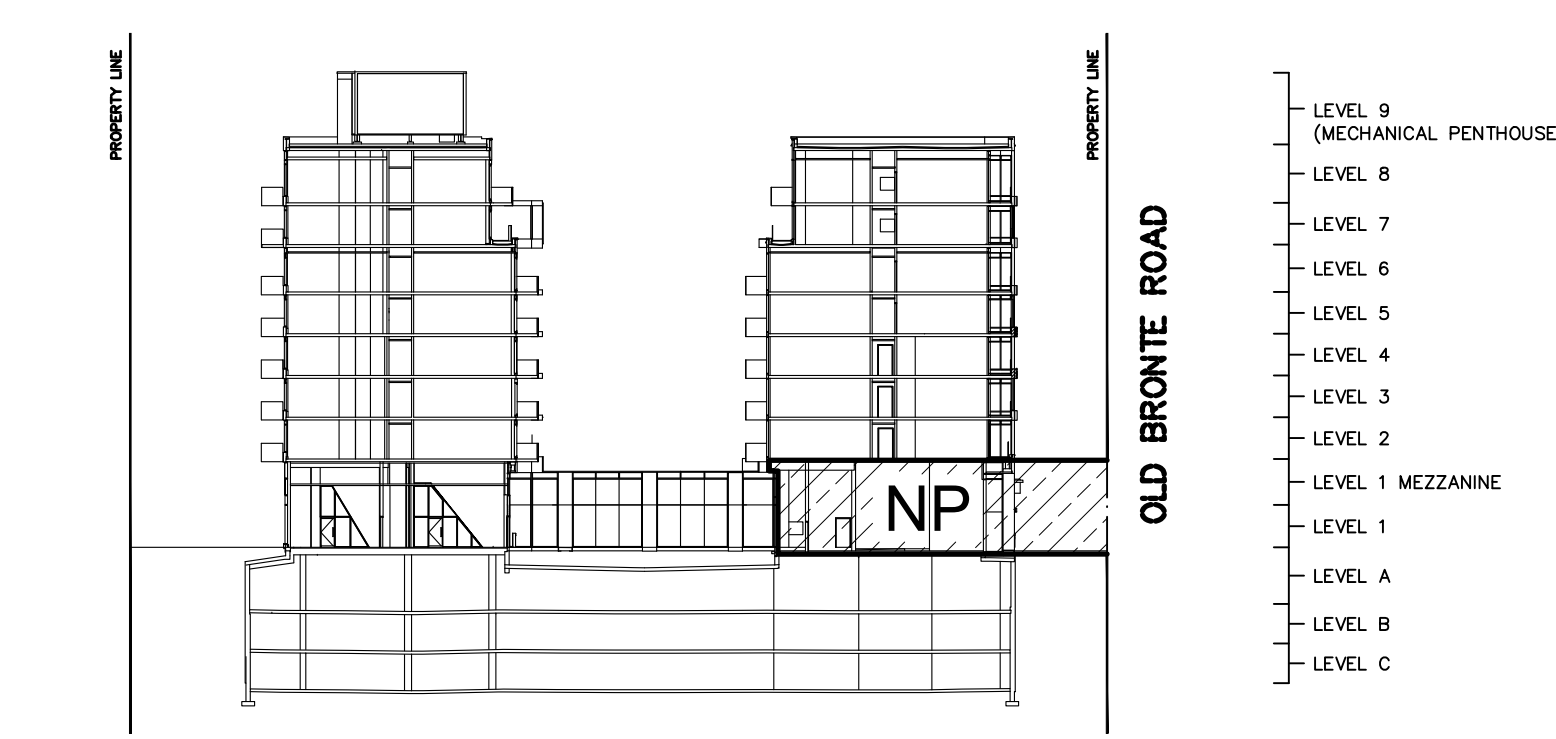 PROPERTY LINE
PROPERTY LINE
OLD BRONTE ROAD
NP
LEVEL 9
(MECHANICAL PENTHOUSE
LEVEL 8
LEVEL 7
LEVEL 6
LEVEL 5
LEVEL 4
LEVEL 3
LEVEL 2
LEVEL 1 MEZZANINE
LEVEL 1
LEVEL A
LEVEL B
LEVEL C